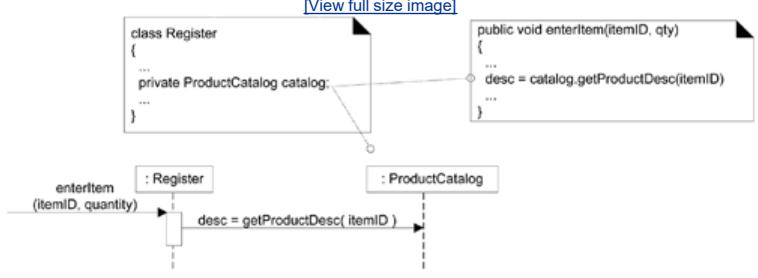 [View full size image]
class Register
{
...
private ProductCatalog catalog;
...
}
public void enterItem(itemID, qty)
{
...
desc = catalog.getProductDesc(itemID)
...
}
: Register
: ProductCatalog
enterItem
(itemID, quantity)
desc = getProductDesc( itemID )